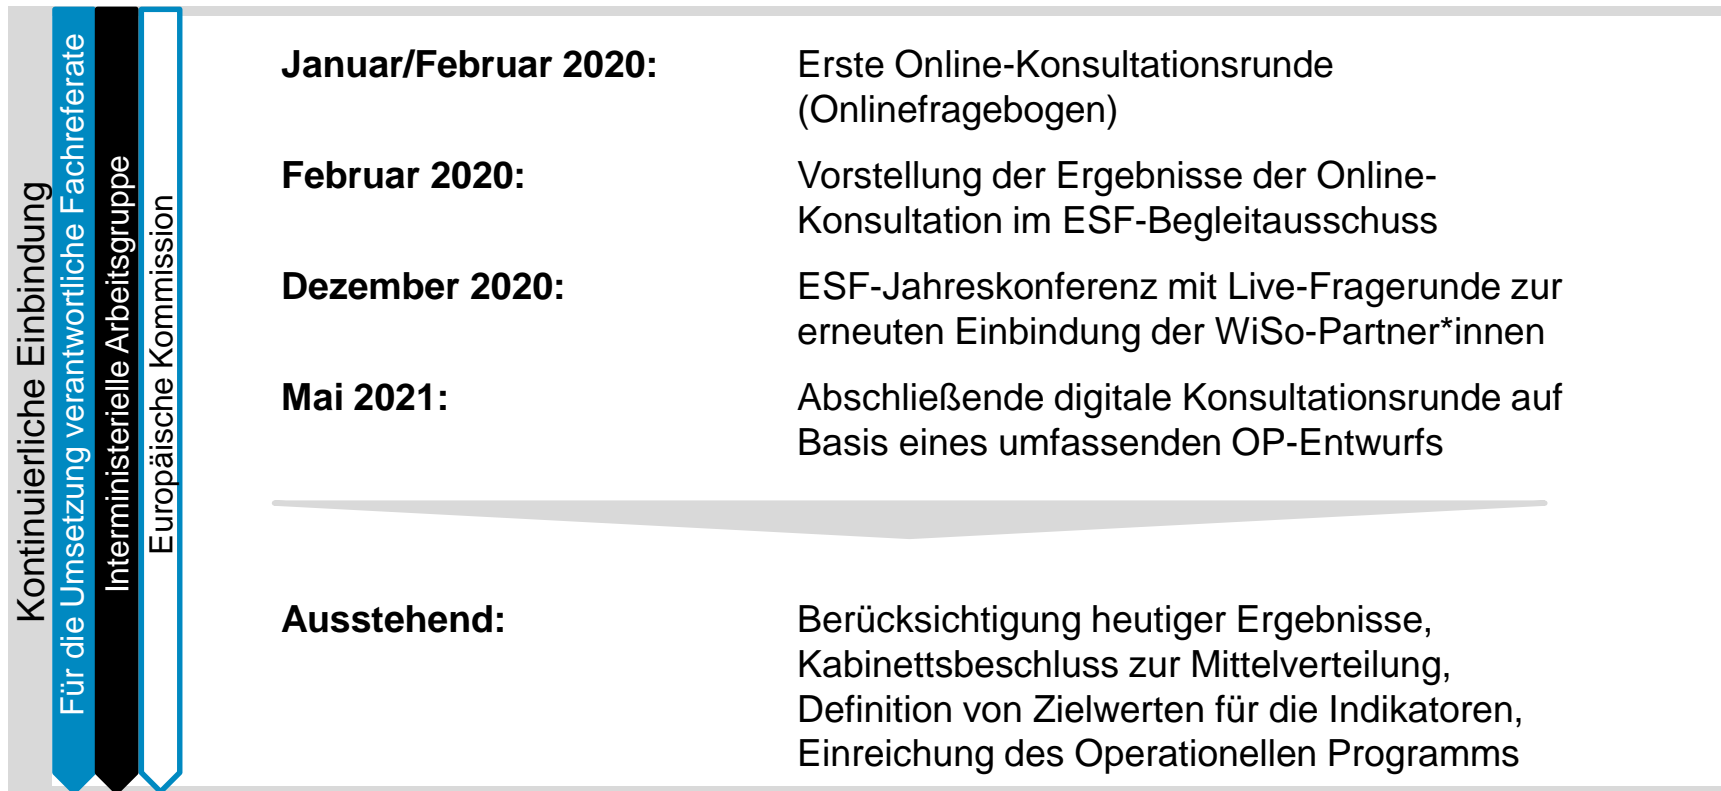 Kontinuierliche Einbindung
Für die Umsetzung verantwortliche Fachreferate
Interministerielle Arbeitsgruppe
Europäische Kommission
Januar/Februar 2020:
Erste Online-Konsultationsrunde
(Onlinefragebogen)
Februar 2020:
Vorstellung der Ergebnisse der Online-
Konsultation im ESF-Begleitausschuss
Dezember 2020:
ESF-Jahreskonferenz mit Live-Fragerunde zur
erneuten Einbindung der WiSo-Partner*innen
Mai 2021:
Abschließende digitale Konsultationsrunde auf
Basis eines umfassenden OP-Entwurfs
Ausstehend:
Berücksichtigung heutiger Ergebnisse,
Kabinettsbeschluss zur Mittelverteilung,
Definition von Zielwerten für die Indikatoren,
Einreichung des Operationellen Programms